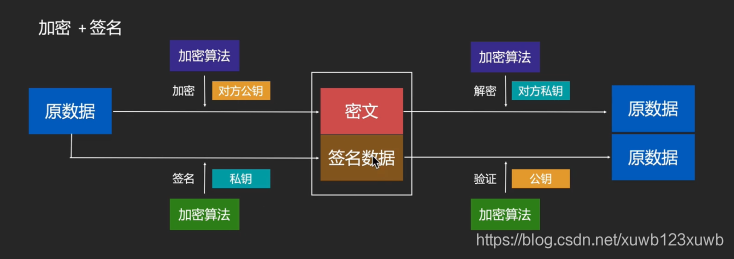 加密 + 签名
加密算法
加密算法
加密
对方公钥
解密
对方私钥
原数据
密文
原数据
签名数据
原数据
签名
私钥
验证
公钥
加密算法
加密算法
https://blog.csdn.net/xuwb123xuwb